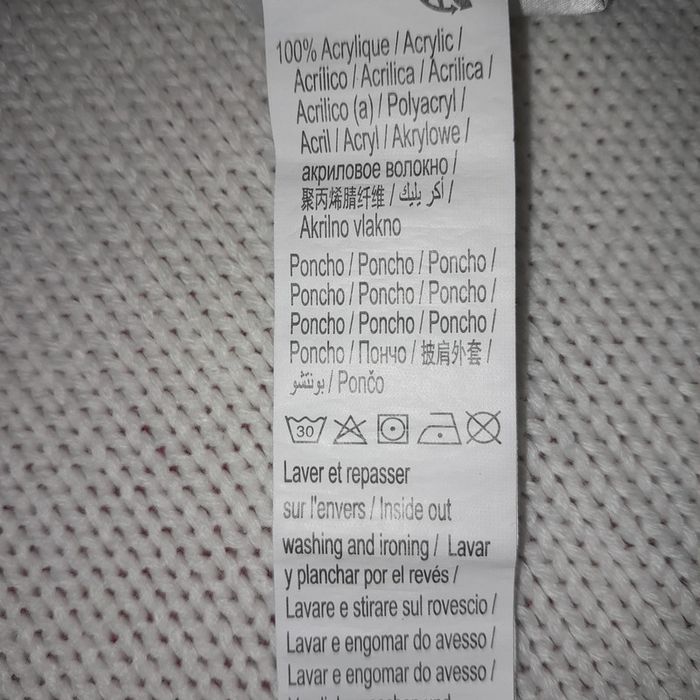 100% Acrylique / Acrylic /
Acrílico / Acrilica / Acrilica /
Acrilico (a) / Polyacryl /
Acril / Acryl / Akrylowe /
акриловое волокно /
聚丙烯腈纤维 / أكريليك /
Akrilno vlakno
Poncho / Poncho / Poncho /
Poncho / Poncho / Poncho /
Poncho / Poncho / Poncho /
Poncho / Пончо / 披肩外套 /
بونتشو / Pončo
30
Laver et repasser
sur l'envers / Inside out
washing and ironing / Lavar
y planchar por el revés /
Lavare e stirare sul rovescio /
Lavar e engomar do avesso /
Lavar e engomar do avesso /